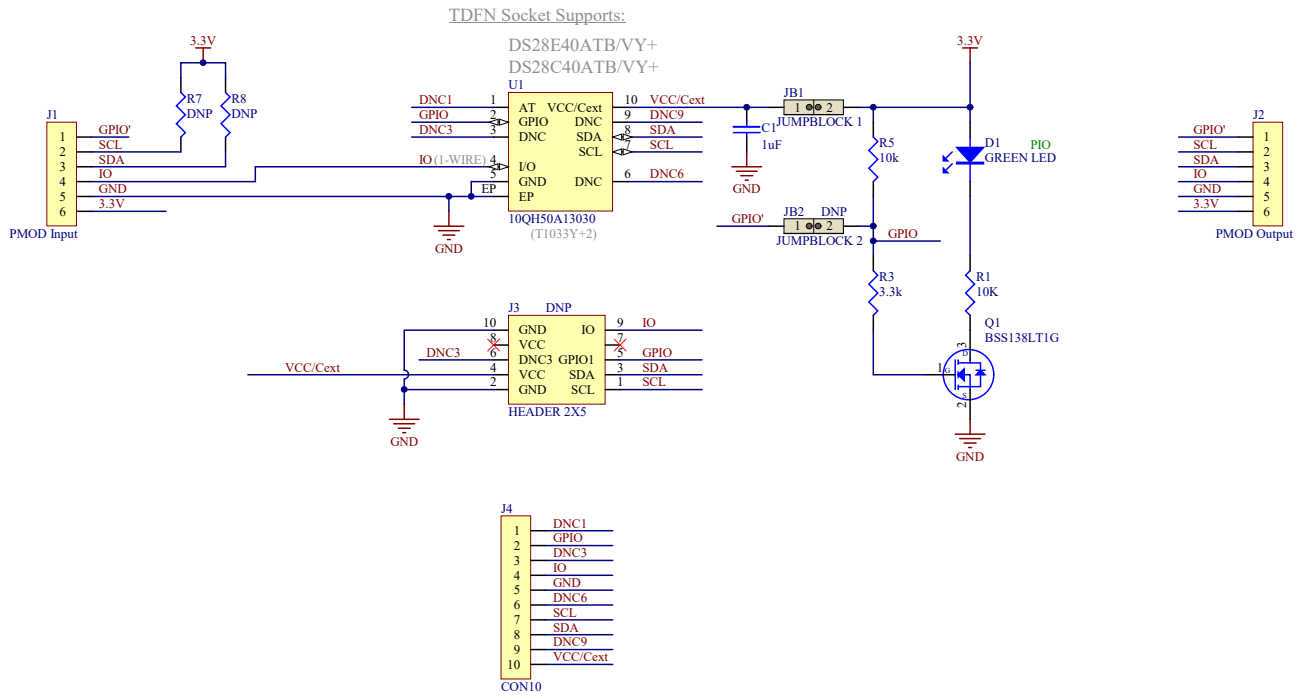 TDFN Socket Supports:
DS28E40ATB/VY+
DS28C40ATB/VY+
3.3V
R7
DNP
R8
DNP
J1
1 GPIO'
2 SCL
3 SDA
4 IO
5 GND
6 3.3V
PMOD Input
U1
DNC1 1 AT VCC/Cext 10 VCC/Cext
GPIO 2 GPIO DNC 9 DNC9
DNC3 3 DNC SDA 8 SDA
SCL 7 SCL
IO (1-WIRE) 4 I/O
5 GND DNC 6 DNC6
EP EP
10QH50A13030
(T1033Y+2)
GND
C1
1uF
GND
JB1
1 2
JUMPBLOCK 1
3.3V
R5
10k
D1
GREEN LED
PIO
GPIO'
JB2 DNP
1 2
JUMPBLOCK 2
GPIO
R3
3.3k
R1
10K
Q1
BSS138LT1G
3
D
1
G
S
2
GND
J2
GPIO' 1
SCL 2
SDA 3
IO 4
GND 5
3.3V 6
PMOD Output
J3 DNP
10 GND IO 9 IO
8 VCC 7
DNC3 6 DNC3 GPIO1 5 GPIO
VCC/Cext 4 VCC SDA 3 SDA
2 GND SCL 1 SCL
HEADER 2X5
GND
J4
1 DNC1
2 GPIO
3 DNC3
4 IO
5 GND
6 DNC6
7 SCL
8 SDA
9 DNC9
10 VCC/Cext
CON10